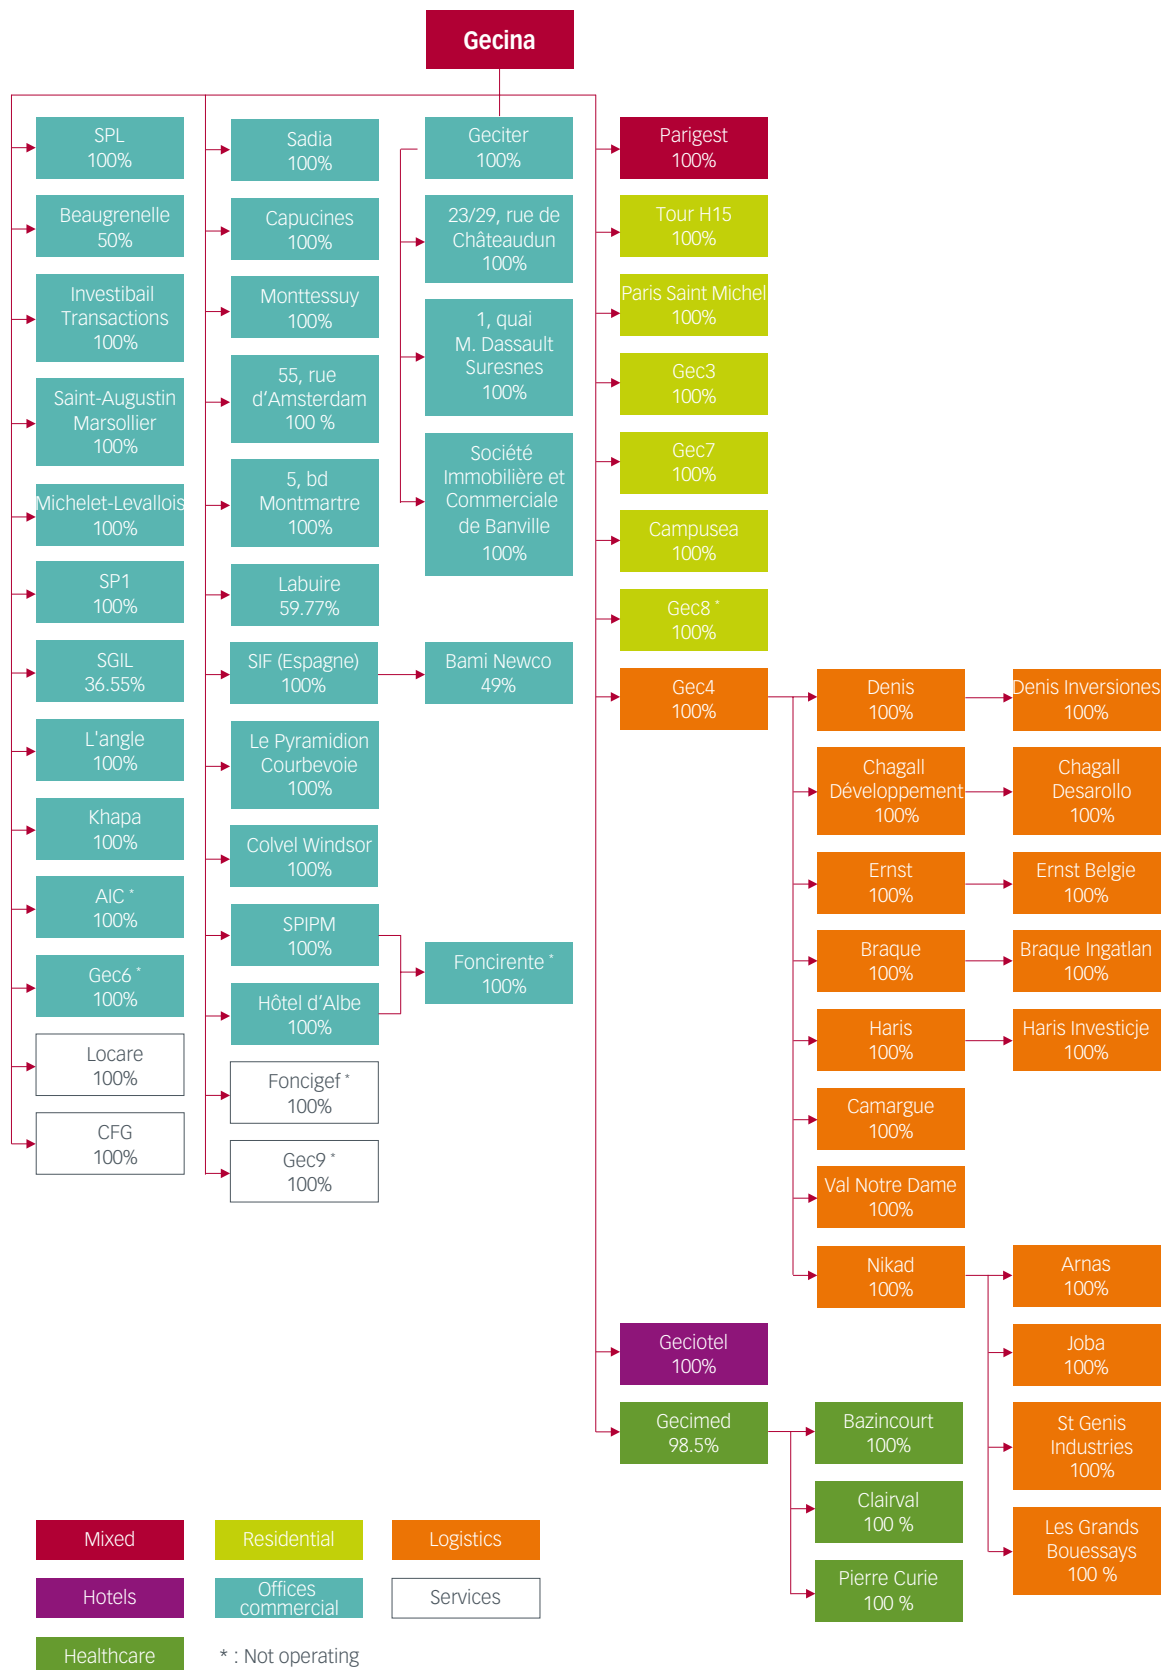 Gecina
SPL
100%
Beaugrenelle
50%
Investibail
Transactions
100%
Saint-Augustin
Marsollier
100%
Michelet-Levallois
100%
SP1
100%
SGIL
36.55%
L'angle
100%
Khapa
100%
AIC *
100%
Gec6 *
100%
Locare
100%
CFG
100%
Sadia
100%
Capucines
100%
Monttessuy
100%
55, rue
d’Amsterdam
100 %
5, bd
Montmartre
100%
Labuire
59.77%
SIF (Espagne)
100%
Le Pyramidion
Courbevoie
100%
Colvel Windsor
100%
SPIPM
100%
Hôtel d’Albe
100%
Foncigef *
100%
Gec9 *
100%
Geciter
100%
23/29, rue de
Châteaudun
100%
1, quai
M. Dassault
Suresnes
100%
Société
Immobilière et
Commerciale
de Banville
100%
Bami Newco
49%
Foncirente *
100%
Parigest
100%
Tour H15
100%
Paris Saint Michel
100%
Gec3
100%
Gec7
100%
Campusea
100%
Gec8 *
100%
Gec4
100%
Geciotel
100%
Gecimed
98.5%
Denis
100%
Chagall
Développement
100%
Ernst
100%
Braque
100%
Haris
100%
Camargue
100%
Val Notre Dame
100%
Nikad
100%
Bazincourt
100%
Clairval
100 %
Pierre Curie
100 %
Denis Inversiones
100%
Chagall
Desarollo
100%
Ernst Belgie
100%
Braque Ingatlan
100%
Haris Investicje
100%
Arnas
100%
Joba
100%
St Genis
Industries
100%
Les Grands
Bouessays
100 %
Mixed
Residential
Logistics
Hotels
Offices
commercial
Services
Healthcare
* : Not operating